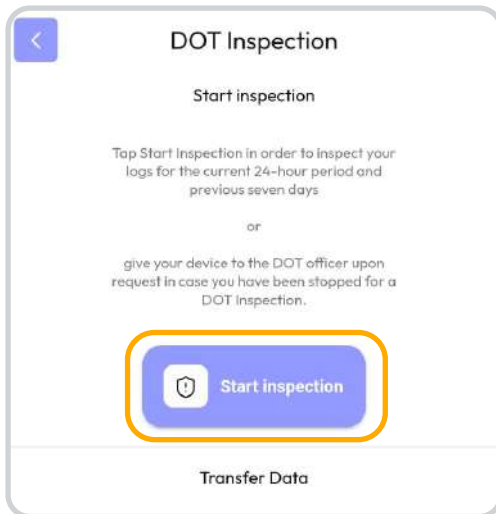 DOT Inspection
Start inspection
Tap Start Inspection in order to inspect your
logs for the current 24-hour period and
previous seven days
or
give your device to the DOT officer upon
request in case you have been stopped for a
DOT Inspection.
Start inspection
Transfer Data